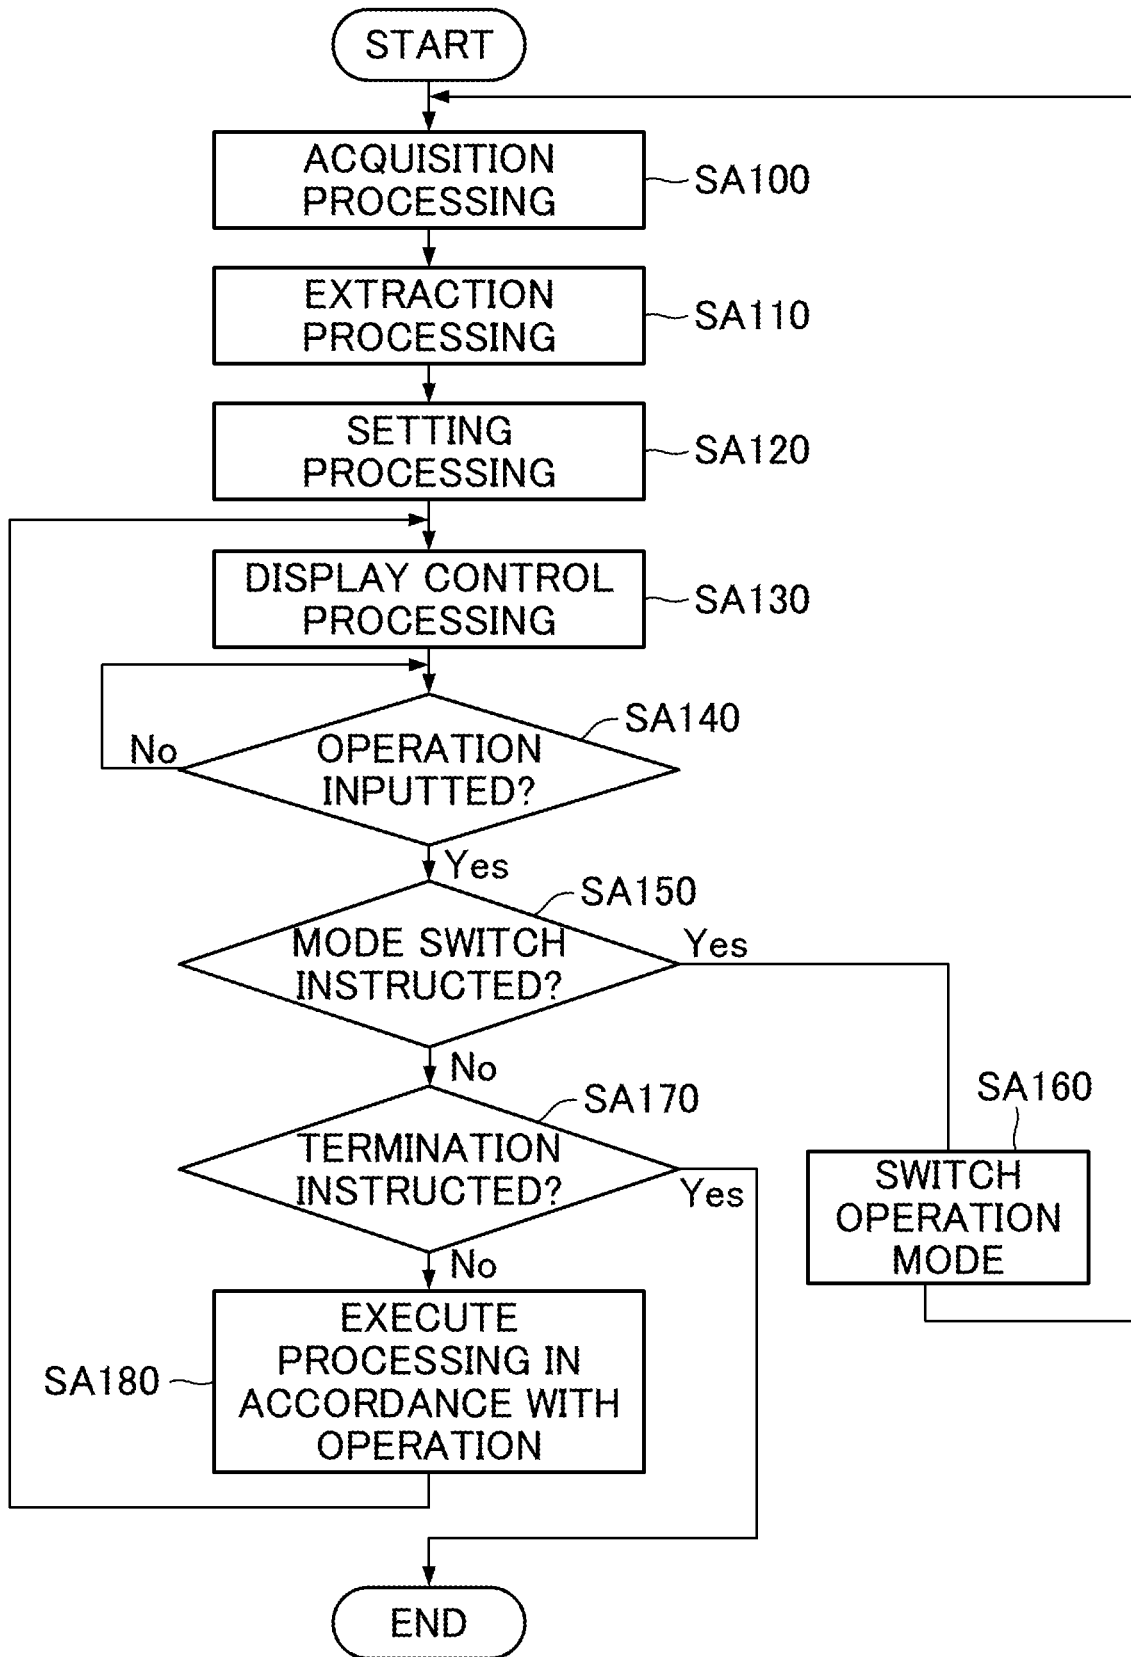 START
ACQUISITION
PROCESSING
SA100
EXTRACTION
PROCESSING
SA110
SETTING
PROCESSING
SA120
DISPLAY CONTROL
PROCESSING
SA130
SA140
No
OPERATION
INPUTTED?
Yes
SA150
MODE SWITCH
INSTRUCTED?
Yes
No
SA170
SA160
TERMINATION
INSTRUCTED?
Yes
SWITCH
OPERATION
MODE
No
EXECUTE
PROCESSING IN
ACCORDANCE WITH
OPERATION
SA180
END